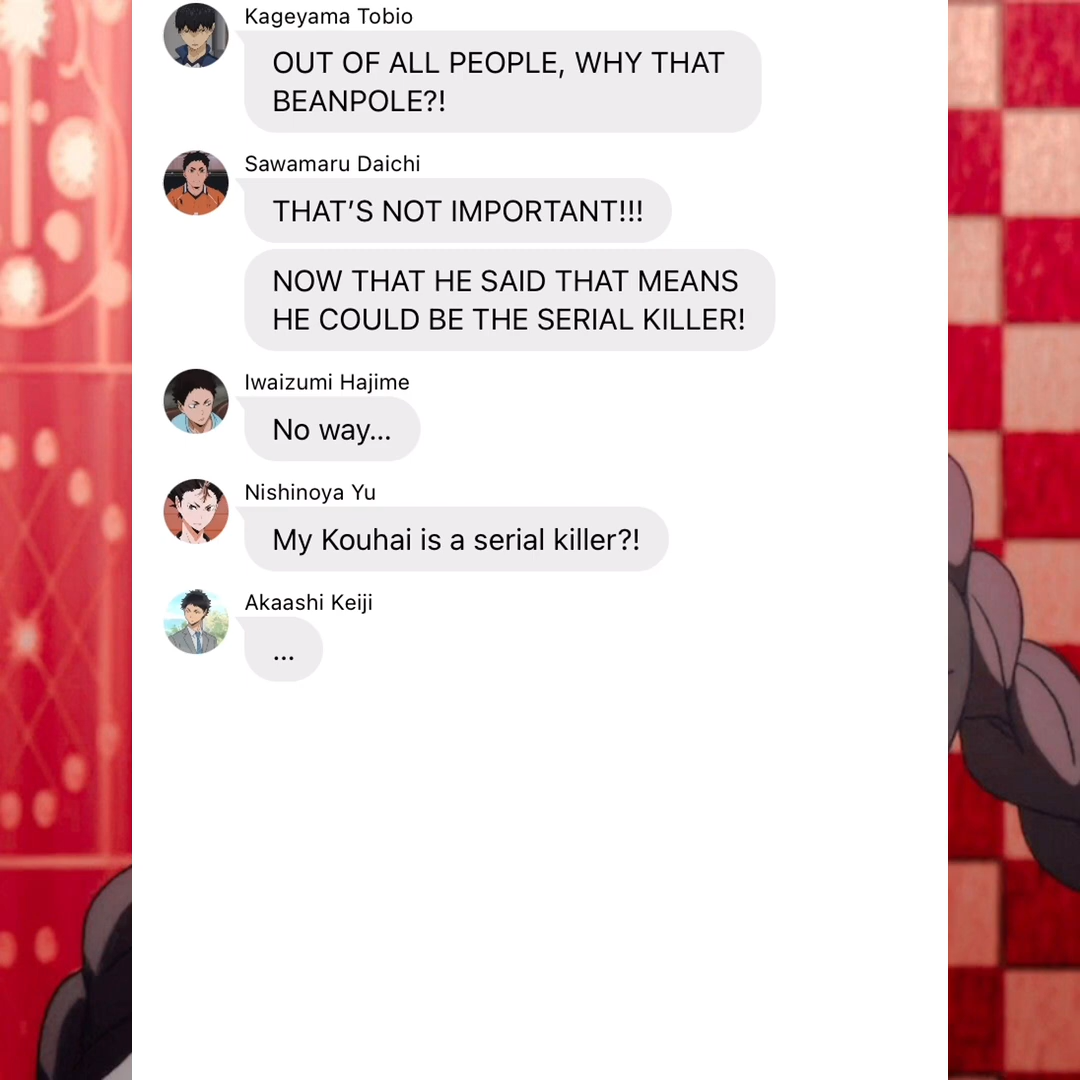 Kageyama Tobio
OUT OF ALL PEOPLE, WHY THAT
BEANPOLE?!
Sawamaru Daichi
THAT’S NOT IMPORTANT!!!
NOW THAT HE SAID THAT MEANS
HE COULD BE THE SERIAL KILLER!
Iwaizumi Hajime
No way...
Nishinoya Yu
My Kouhai is a serial killer?!
Akaashi Keiji
...